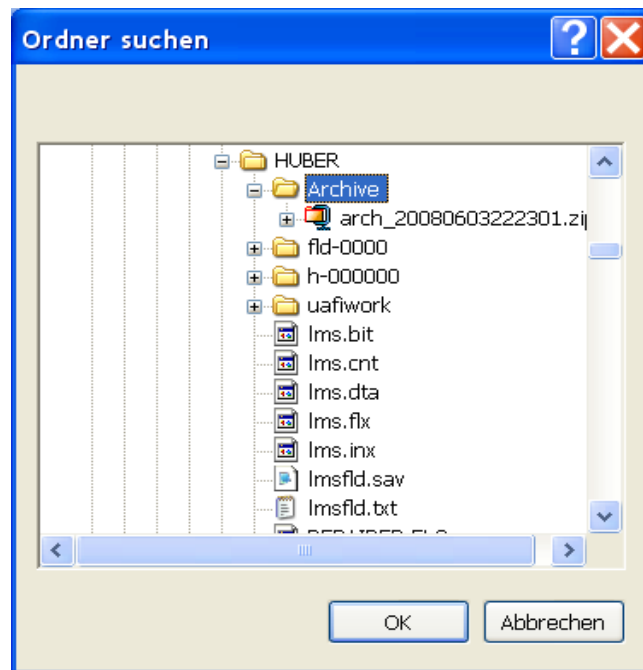 Ordner suchen
HUBER
Archive
arch_20080603222301.zip
fld-0000
h-000000
uafiwork
lms.bit
lms.cnt
lms.dta
lms.flx
lms.inx
lmsfld.sav
lmsfld.txt
OK
Abbrechen